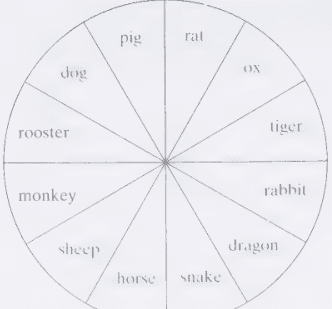 rat
ox
tiger
rabbit
dragon
snake
horse
sheep
monkey
rooster
dog
pig